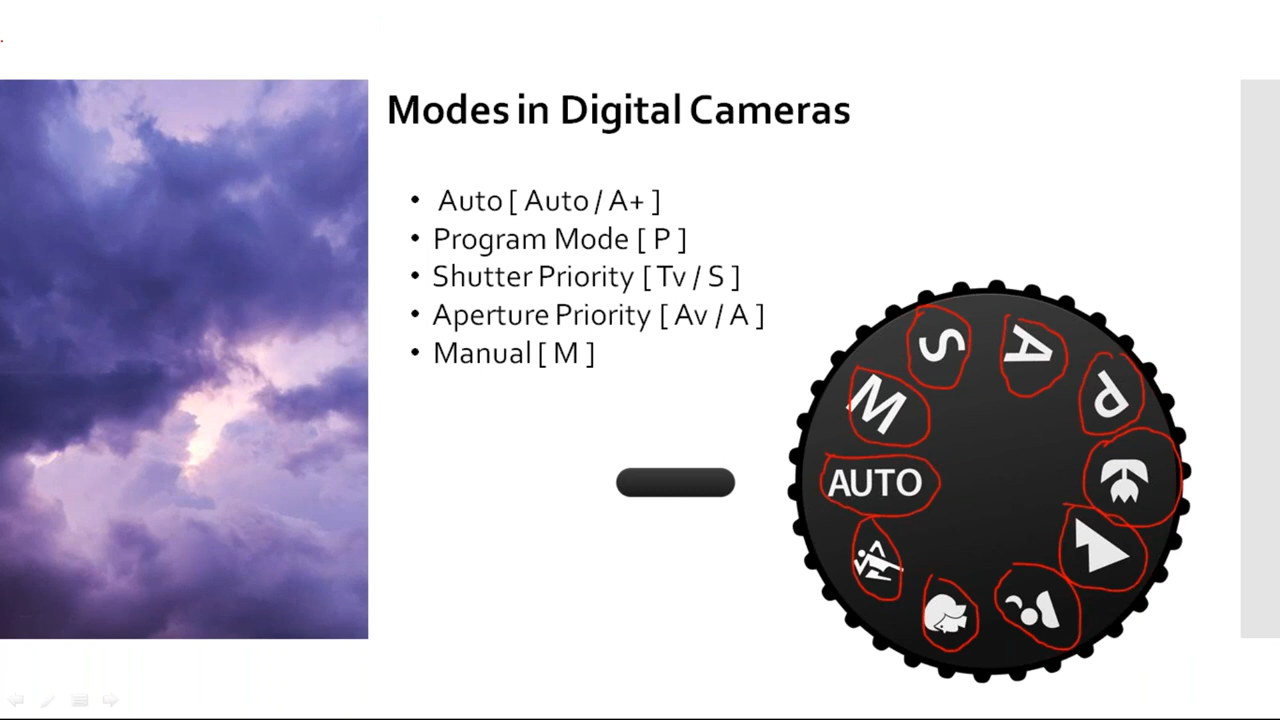 Modes in Digital Cameras
• Auto [ Auto / A+ ]
• Program Mode [ P ]
• Shutter Priority [ Tv / S ]
• Aperture Priority [ Av / A ]
• Manual [ M ]
S
A
M
P
AUTO